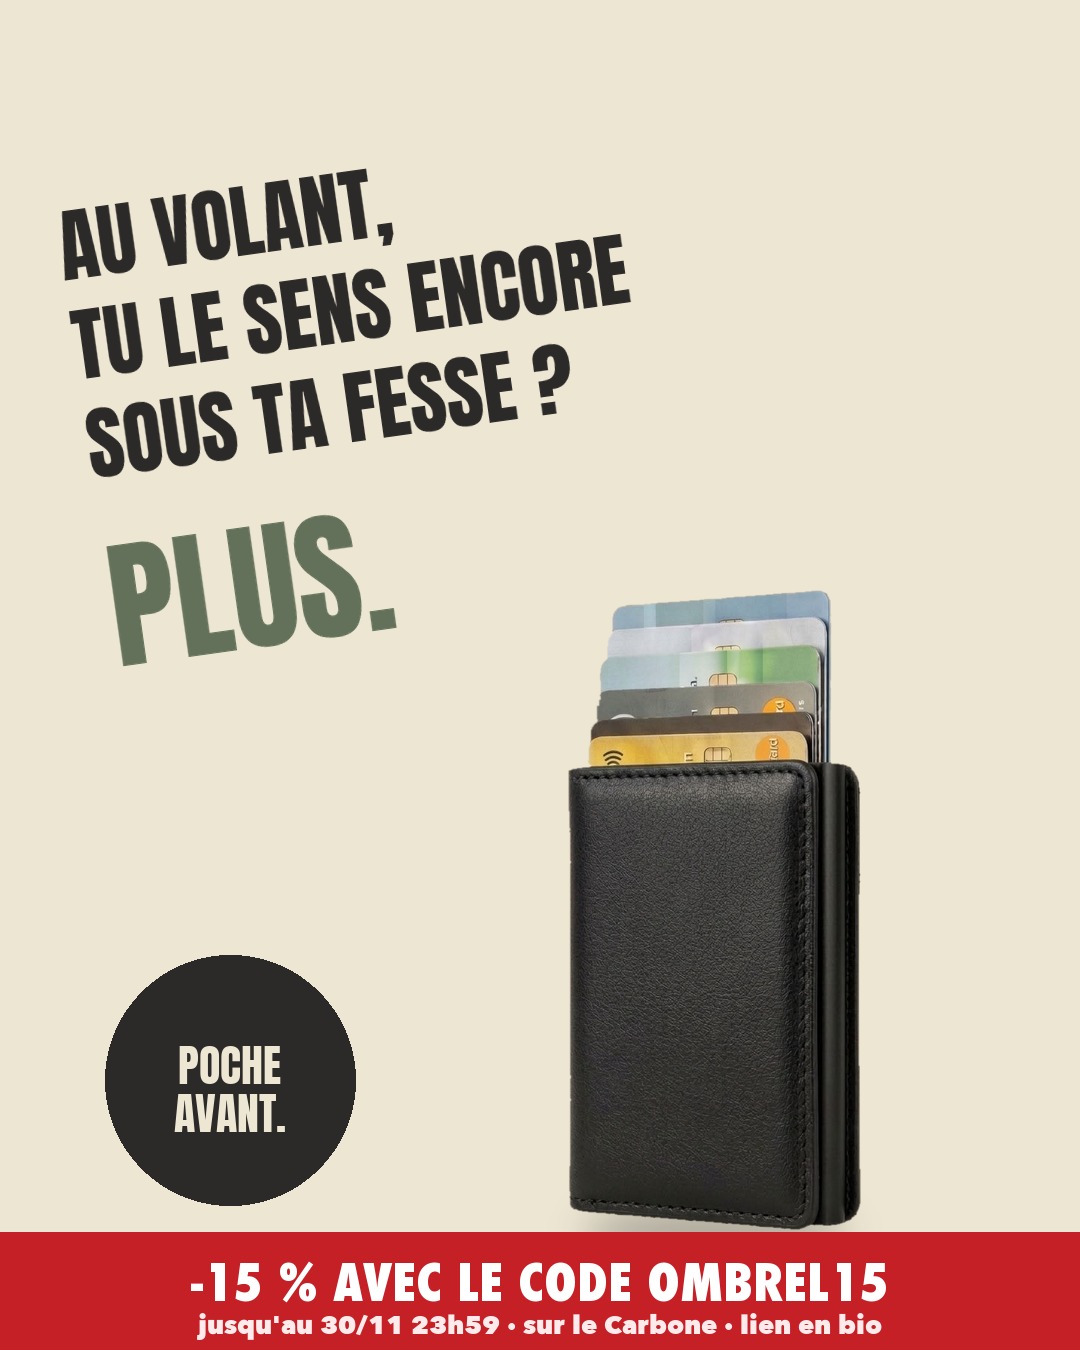 AU VOLANT,
TU LE SENS ENCORE
SOUS TA FESSE ?
PLUS.
POCHE
AVANT.
-15 % AVEC LE CODE OMBREL15
jusqu'au 30/11 23h59 • sur le Carbone • lien en bio